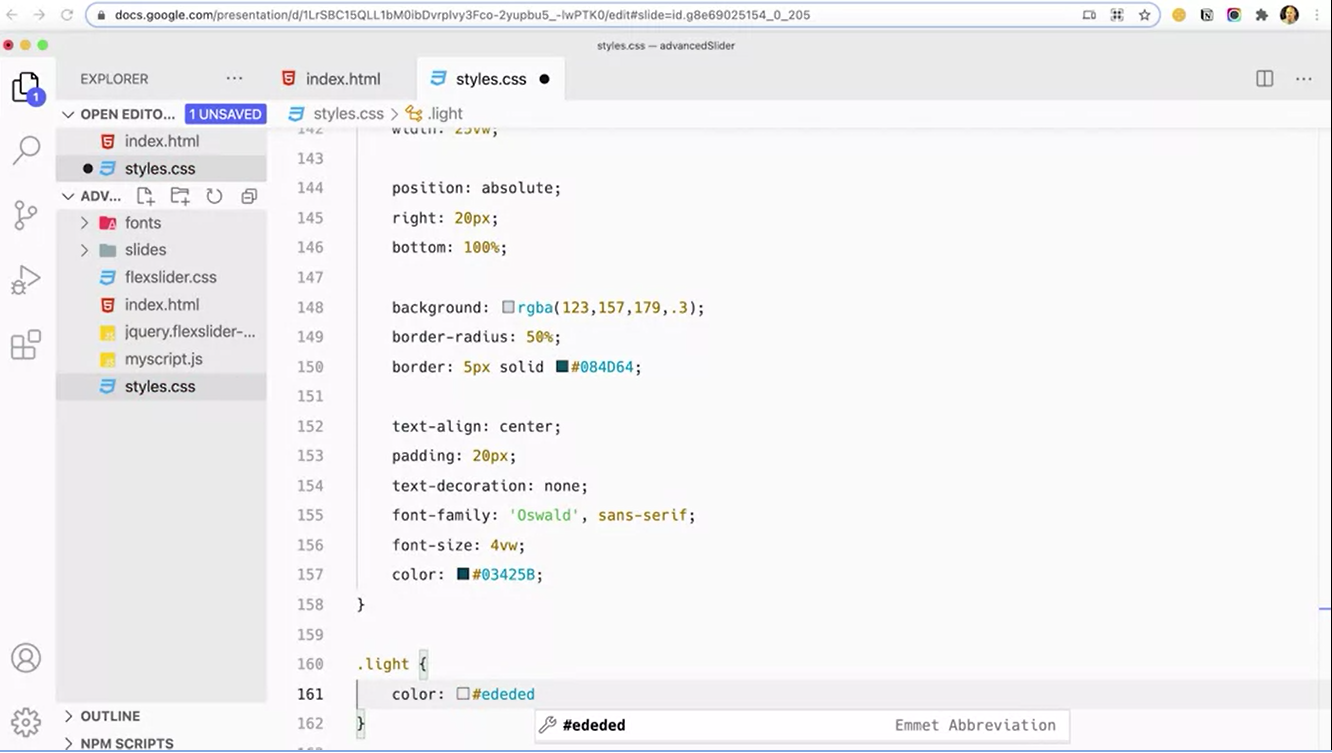 docs.google.com/presentation/d/1LrSBC15QLL1bM0ibDvrpIvy3Fco-2yupbu5_-lwPTK0/edit#slide=id.g8e69025154_0_205
styles.css — advancedSlider
EXPLORER
index.html
styles.css
1
OPEN EDITO...
1 UNSAVED
styles.css > .light
index.html
styles.css
ADV...
fonts
slides
flexslider.css
index.html
jquery.flexslider-...
myscript.js
styles.css
OUTLINE
NPM SCRIPTS
142 width: 25vw;
143
144 position: absolute;
145 right: 20px;
146 bottom: 100%;
147
148 background: rgba(123,157,179,.3);
149 border-radius: 50%;
150 border: 5px solid #084D64;
151
152 text-align: center;
153 padding: 20px;
154 text-decoration: none;
155 font-family: 'Oswald', sans-serif;
156 font-size: 4vw;
157 color: #03425B;
158 }
159
160 .light {
161 color: #ededed
162 }
#ededed Emmet Abbreviation